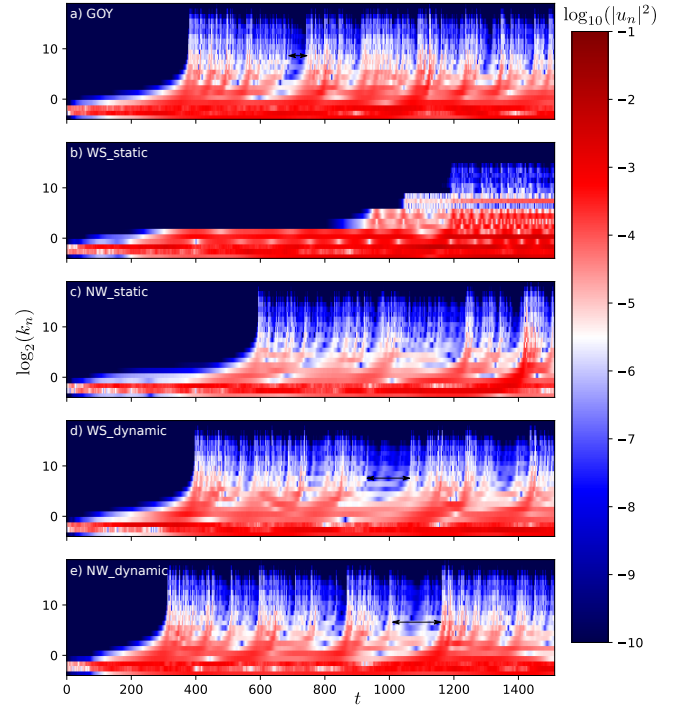 log₁₀(|uₙ|²)
a) GOY
10
0
b) WS_static
10
0
c) NW_static
10
0
d) WS_dynamic
10
0
e) NW_dynamic
10
0
log₂(kₙ)
0 200 400 600 800 1000 1200 1400
t
−1
−2
−3
−4
−5
−6
−7
−8
−9
−10